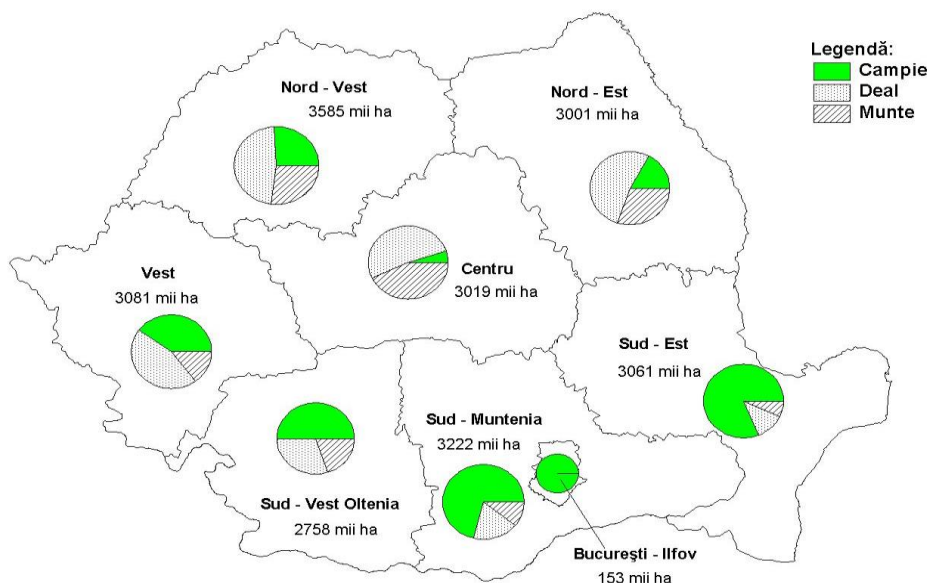 Legendă:
Campie
Deal
Munte
Nord - Vest
3585 mii ha
Nord - Est
3001 mii ha
Vest
3081 mii ha
Centru
3019 mii ha
Sud - Est
3061 mii ha
Sud - Muntenia
3222 mii ha
Sud - Vest Oltenia
2758 mii ha
Bucureşti - Ilfov
153 mii ha